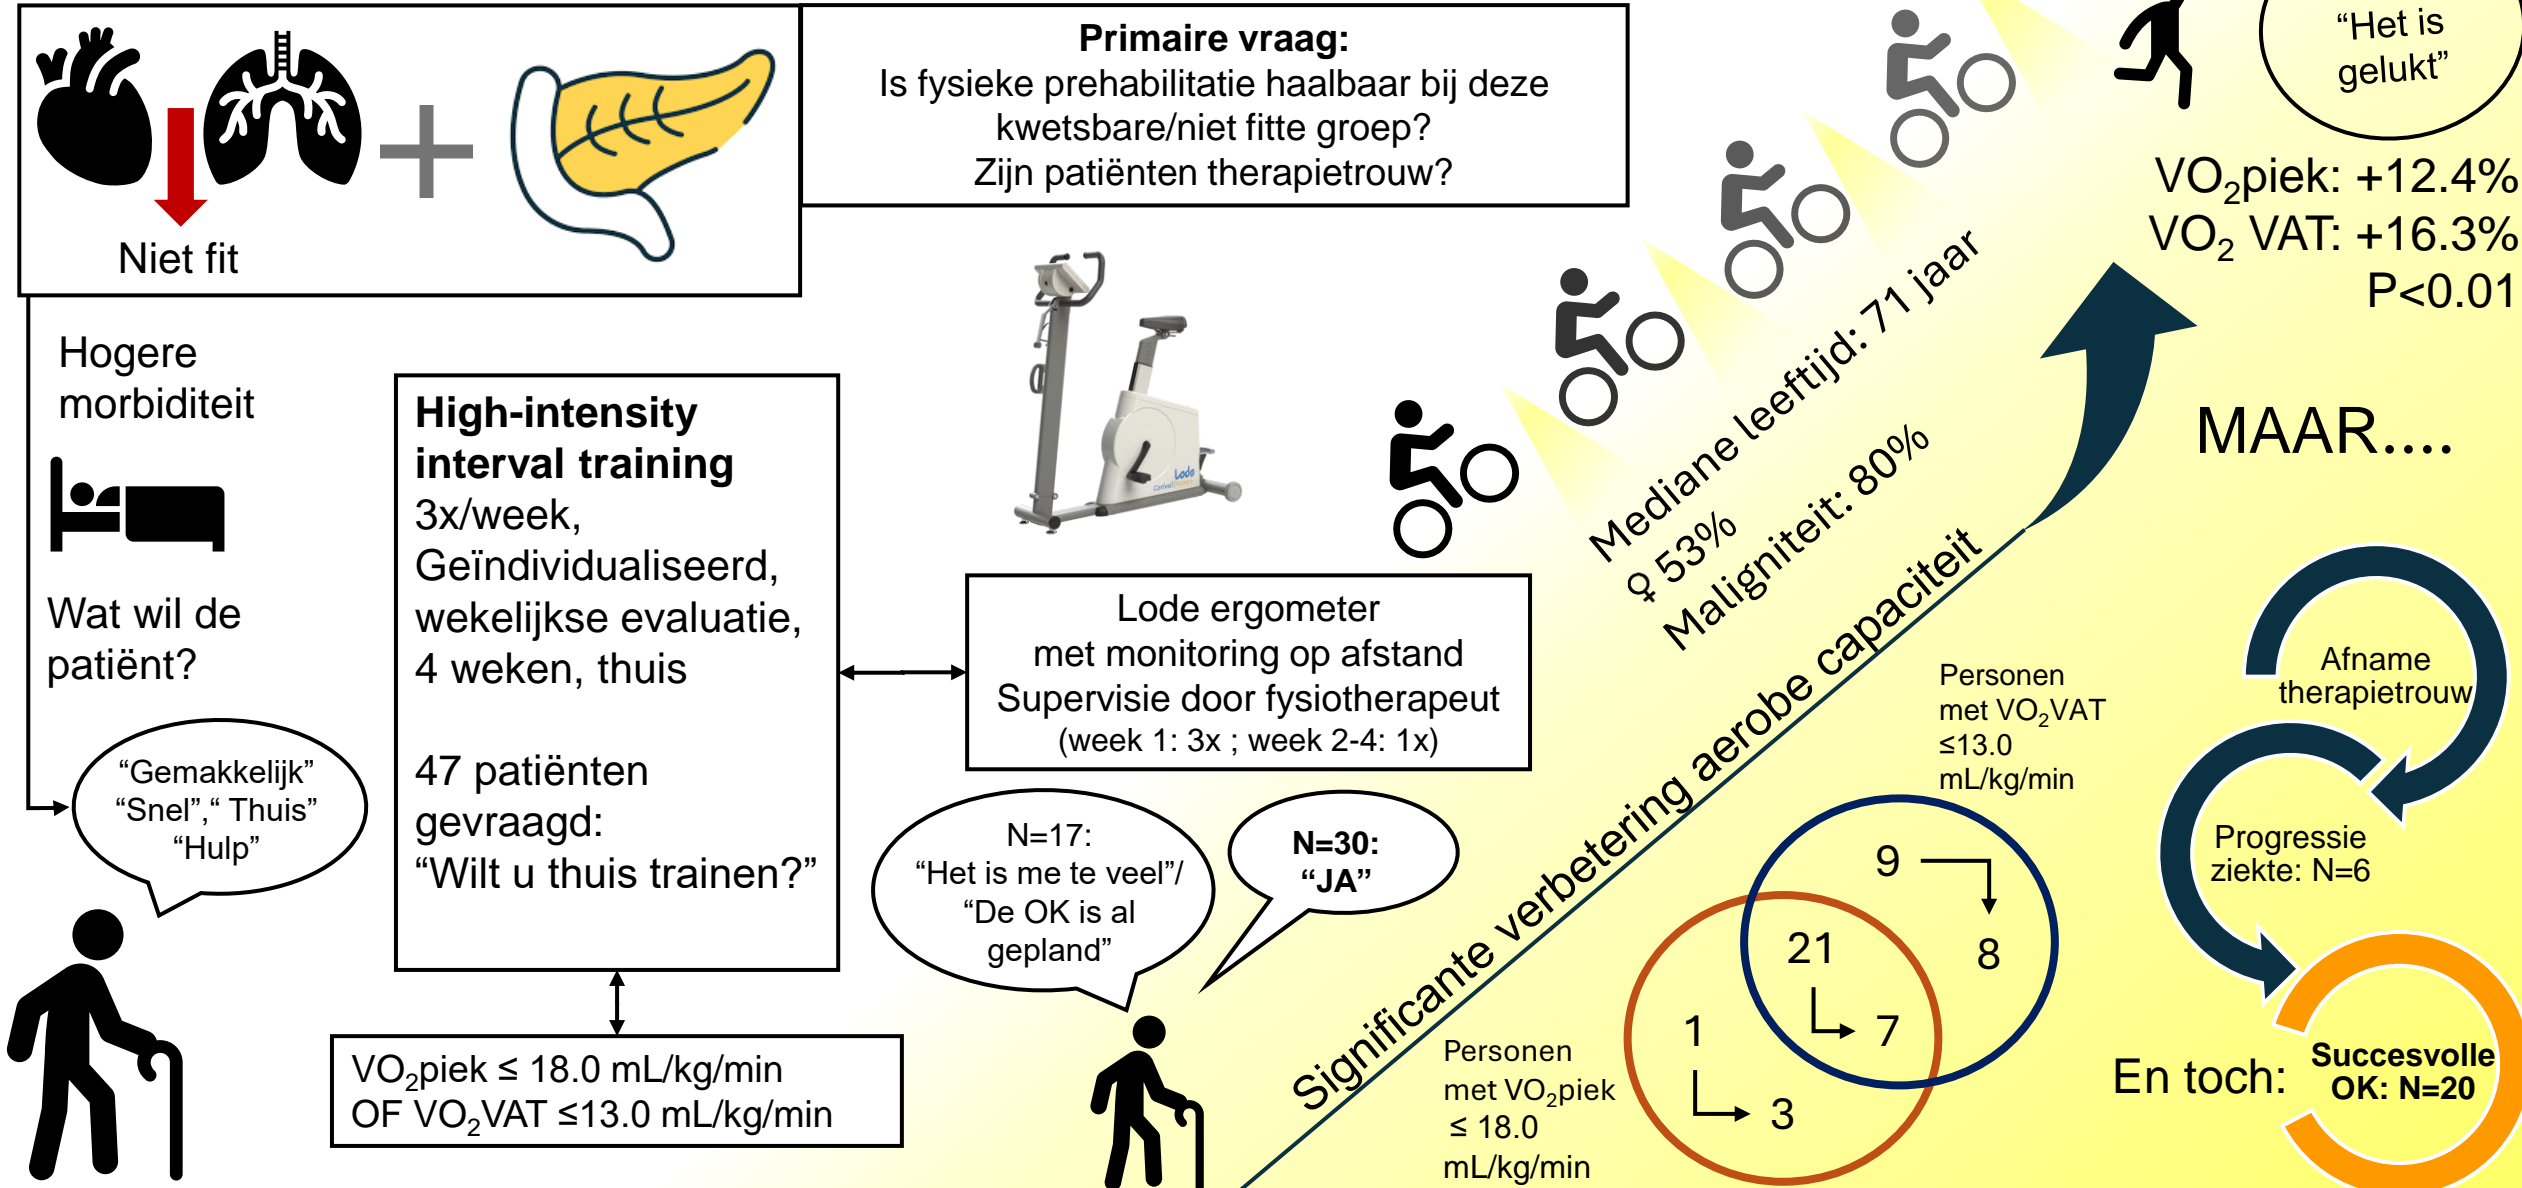 Niet fit
Primaire vraag:
Is fysieke prehabilitatie haalbaar bij deze
kwetsbare/niet fitte groep?
Zijn patiënten therapietrouw?
Hogere
morbiditeit
Wat wil de
patiënt?
“Gemakkelijk”
“Snel”,“ Thuis”
“Hulp”
High-intensity
interval training
3x/week,
Geïndividualiseerd,
wekelijkse evaluatie,
4 weken, thuis
47 patiënten
gevraagd:
“Wilt u thuis trainen?”
VO₂piek ≤ 18.0 mL/kg/min
OF VO₂VAT ≤13.0 mL/kg/min
Lode
Lode ergometer
met monitoring op afstand
Supervisie door fysiotherapeut
(week 1: 3x ; week 2-4: 1x)
N=17:
“Het is me te veel”/
“De OK is al
gepland”
N=30:
“JA”
Mediane leeftijd: 71 jaar
♀ 53%
Maligniteit: 80%
Significante verbetering aerobe capaciteit
Personen
met VO₂VAT
≤13.0
mL/kg/min
9
8
21
7
1
3
Personen
met VO₂piek
≤ 18.0
mL/kg/min
“Het is
gelukt”
VO₂piek: +12.4%
VO₂ VAT: +16.3%
P<0.01
MAAR....
Afname
therapietrouw
Progressie
ziekte: N=6
En toch:
Succesvolle
OK: N=20